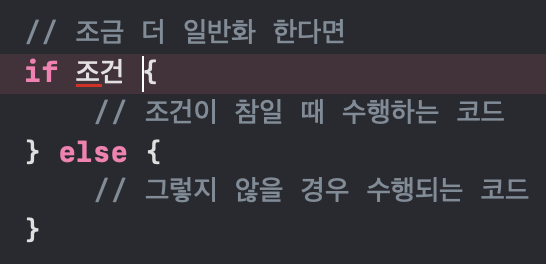 // 조금 더 일반화 한다면
if 조건 {
    // 조건이 참일 때 수행하는 코드
} else {
    // 그렇지 않을 경우 수행되는 코드
}